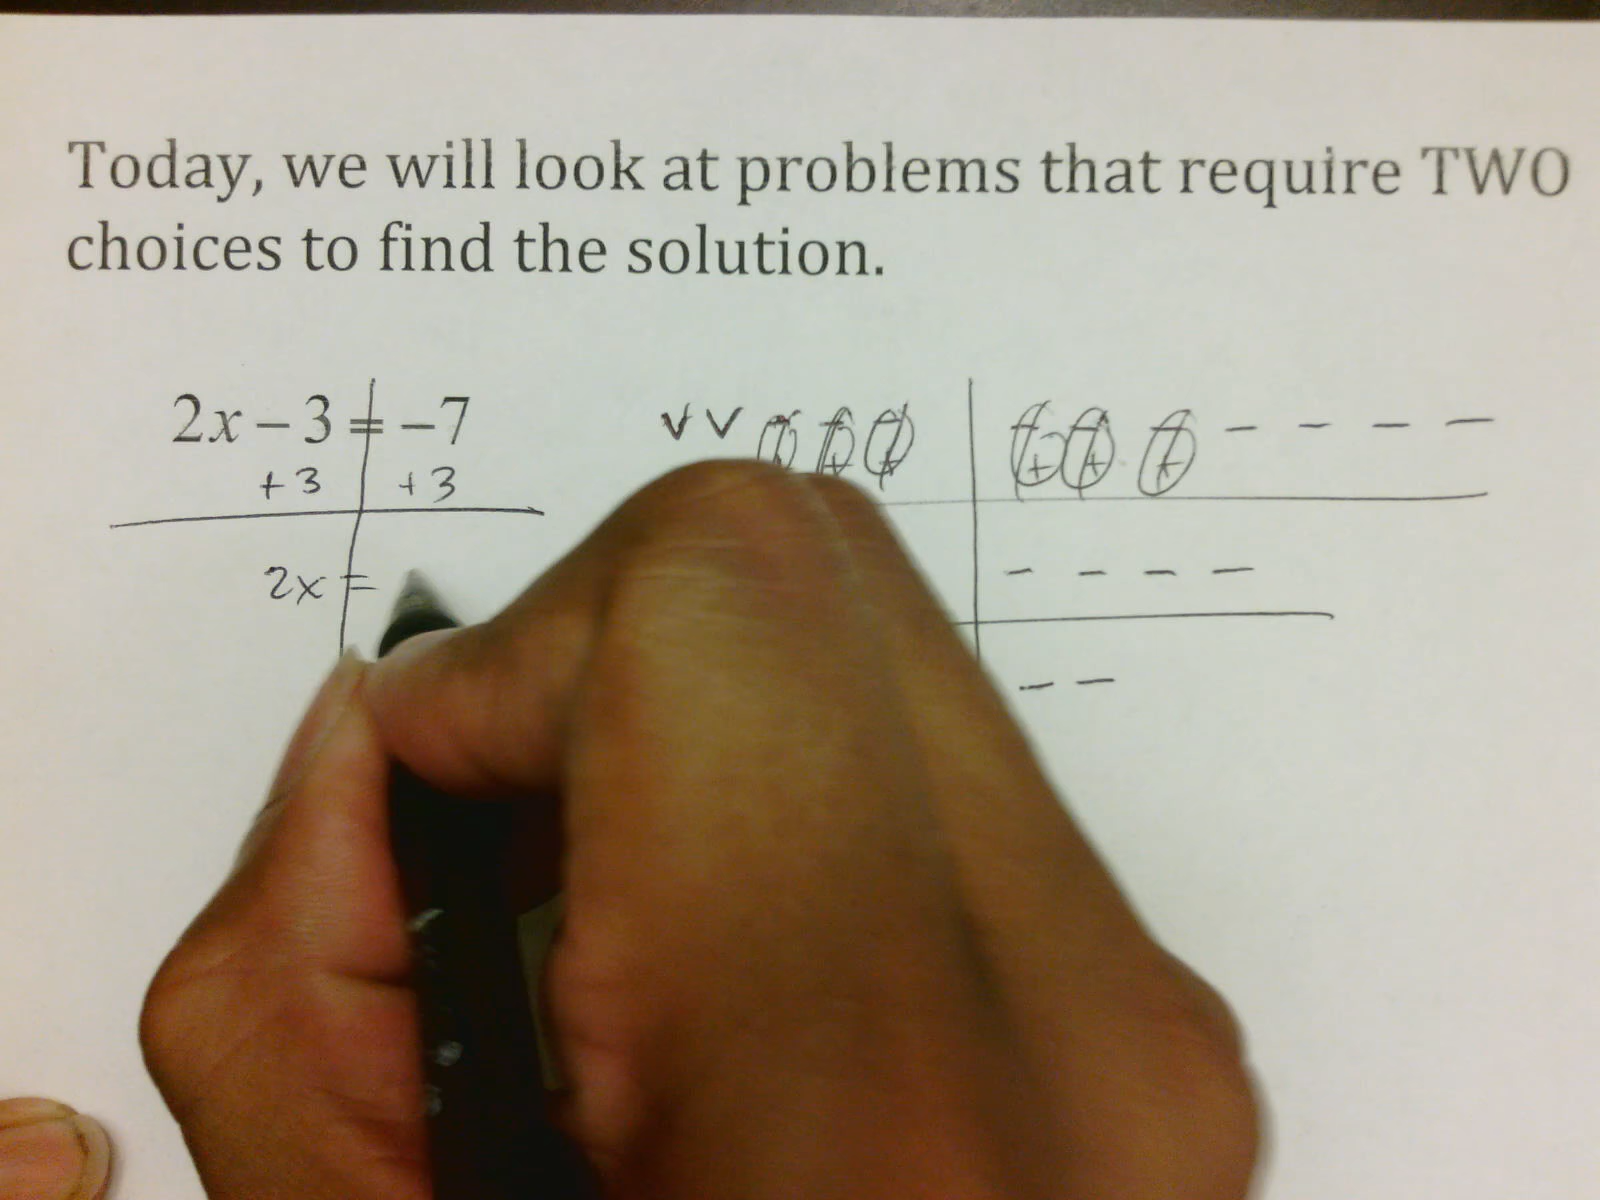 Today, we will look at problems that require TWO
choices to find the solution.
2x – 3 = –7
+3 +3
2x =
V V – – – –
– – – –
– –